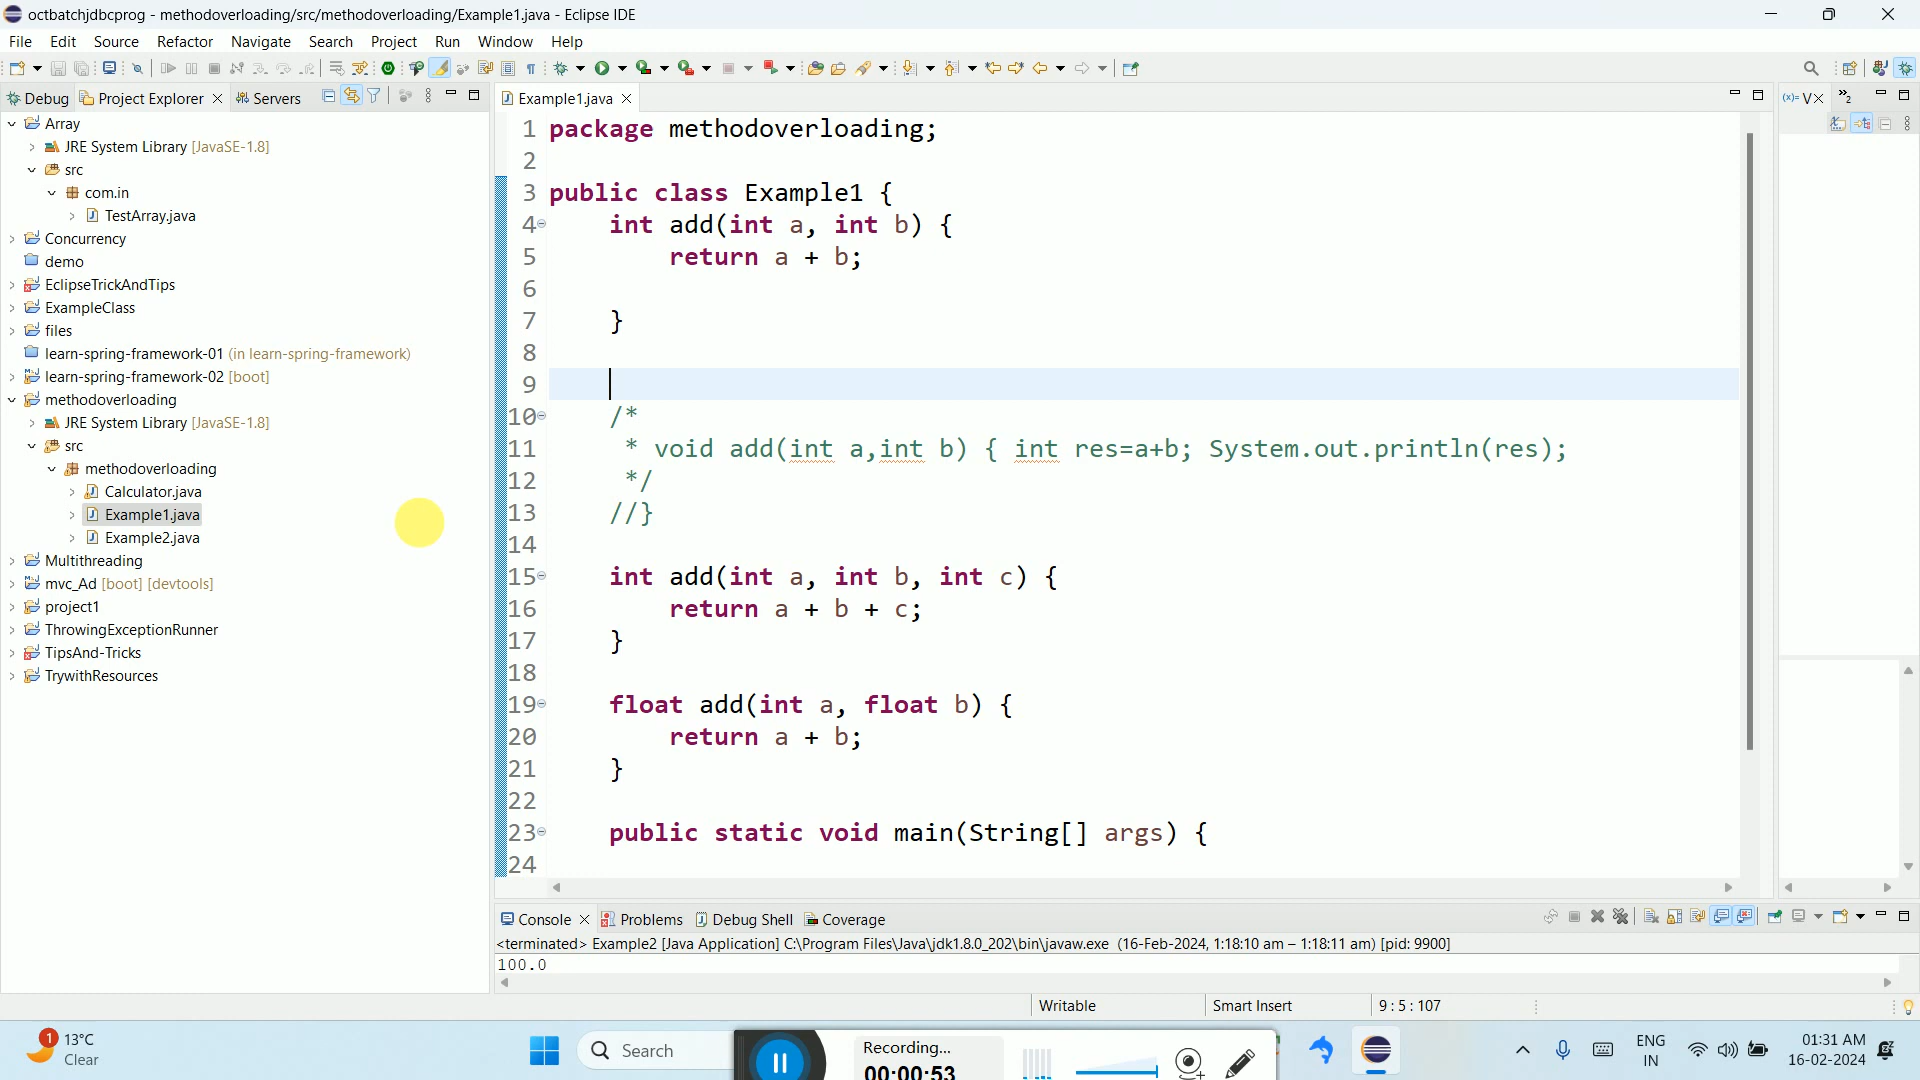 octbatchjdbcprog - methodoverloading/src/methodoverloading/Example1.java - Eclipse IDE
File Edit Source Refactor Navigate Search Project Run Window Help
Debug Project Explorer Servers
Example1.java
(x)= V
»2
Array
JRE System Library [JavaSE-1.8]
src
com.in
TestArray.java
Concurrency
demo
EclipseTrickAndTips
ExampleClass
files
learn-spring-framework-01 (in learn-spring-framework)
learn-spring-framework-02 [boot]
methodoverloading
JRE System Library [JavaSE-1.8]
src
methodoverloading
Calculator.java
Example1.java
Example2.java
Multithreading
mvc_Ad [boot] [devtools]
project1
ThrowingExceptionRunner
TipsAnd-Tricks
TrywithResources
1 package methodoverloading;
2
3 public class Example1 {
4 int add(int a, int b) {
5 return a + b;
6
7 }
8
9
10 /*
11 * void add(int a,int b) { int res=a+b; System.out.println(res);
12 */
13 //}
14
15 int add(int a, int b, int c) {
16 return a + b + c;
17 }
18
19 float add(int a, float b) {
20 return a + b;
21 }
22
23 public static void main(String[] args) {
24
Console Problems Debug Shell Coverage
<terminated> Example2 [Java Application] C:\Program Files\Java\jdk1.8.0_202\bin\javaw.exe (16-Feb-2024, 1:18:10 am – 1:18:11 am) [pid: 9900]
100.0
Writable Smart Insert 9 : 5 : 107
1
13°C
Clear
Search
Recording...
00:00:53
ENG
IN
01:31 AM
16-02-2024